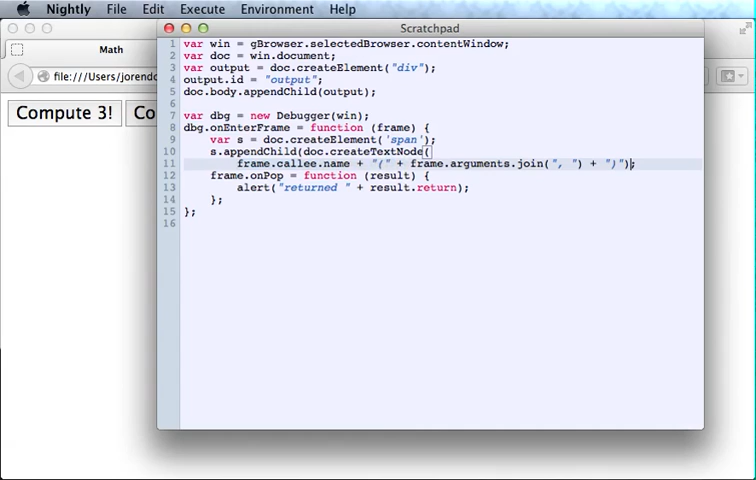 Nightly File Edit Execute Environment Help
Scratchpad
Math
file:///Users/jorend
Compute 3! Co
1 var win = gBrowser.selectedBrowser.contentWindow;
2 var doc = win.document;
3 var output = doc.createElement("div");
4 output.id = "output";
5 doc.body.appendChild(output);
6
7 var dbg = new Debugger(win);
8 dbg.onEnterFrame = function (frame) {
9 var s = doc.createElement('span');
10 s.appendChild(doc.createTextNode(
11 frame.callee.name + "(" + frame.arguments.join(", ") + ")");
12 frame.onPop = function (result) {
13 alert("returned " + result.return);
14 };
15 };
16